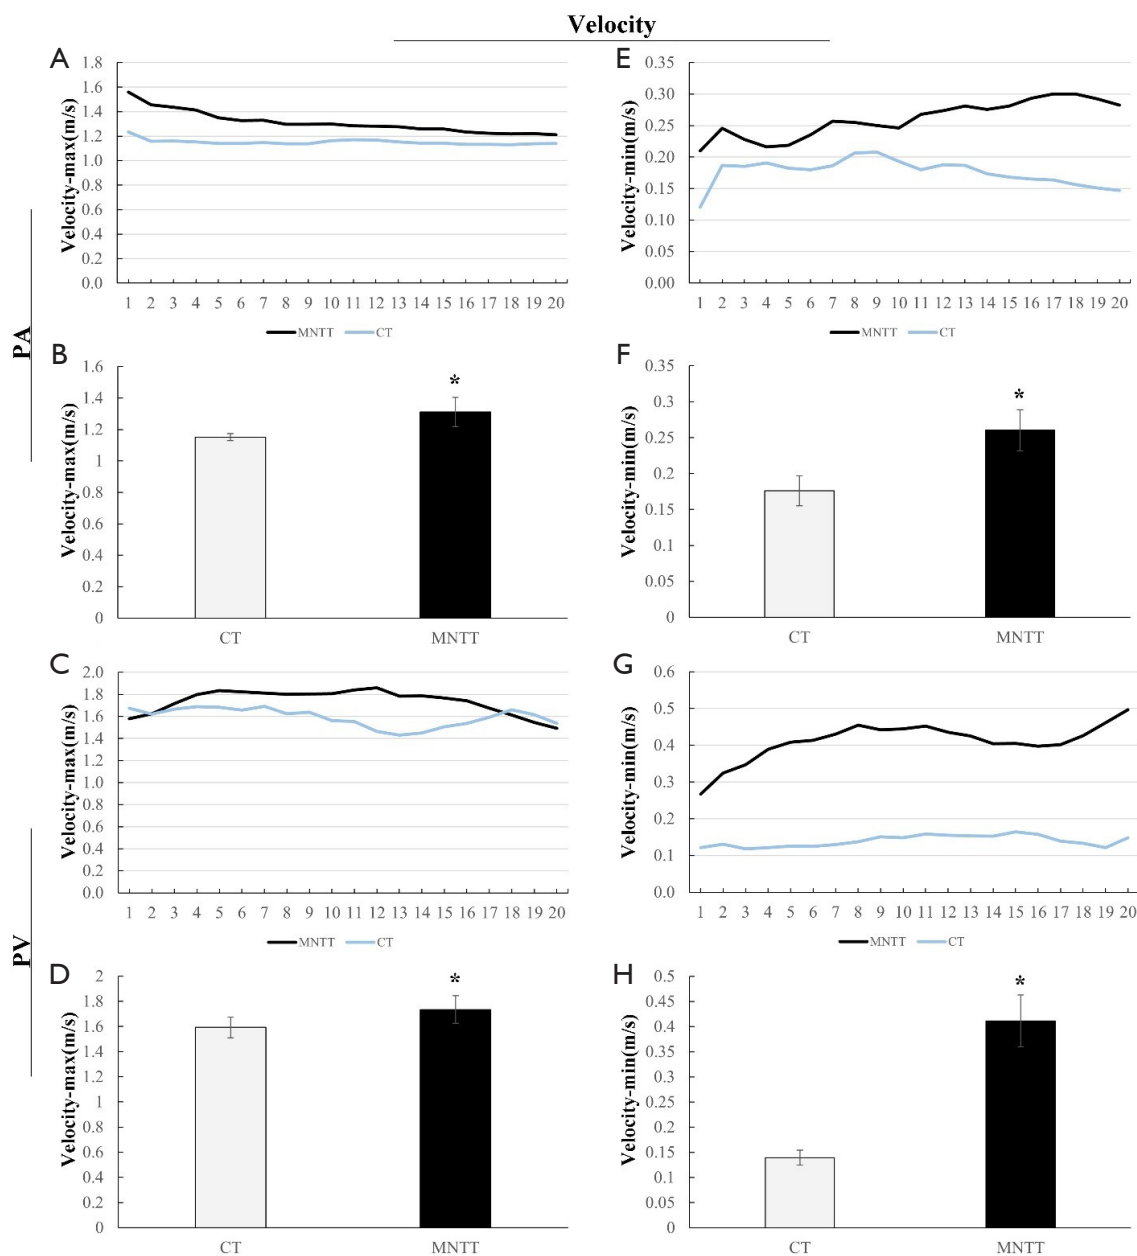 Velocity
PA
A
Velocity-max(m/s)
1.8
1.6
1.4
1.2
1.0
0.8
0.6
0.4
0.2
0.0
1 2 3 4 5 6 7 8 9 10 11 12 13 14 15 16 17 18 19 20
MNTT CT
E
Velocity-min(m/s)
0.35
0.30
0.25
0.20
0.15
0.10
0.05
0.00
1 2 3 4 5 6 7 8 9 10 11 12 13 14 15 16 17 18 19 20
MNTT CT
B
Velocity-max(m/s)
1.6
1.4
1.2
1
0.8
0.6
0.4
0.2
0
*
CT MNTT
F
Velocity-min(m/s)
0.35
0.3
0.25
0.2
0.15
0.1
0.05
0
*
CT MNTT
PV
C
Velocity-max(m/s)
2.0
1.8
1.6
1.4
1.2
1.0
0.8
0.6
0.4
0.2
0.0
1 2 3 4 5 6 7 8 9 10 11 12 13 14 15 16 17 18 19 20
MNTT CT
G
Velocity-min(m/s)
0.6
0.5
0.4
0.3
0.2
0.1
0.0
1 2 3 4 5 6 7 8 9 10 11 12 13 14 15 16 17 18 19 20
MNTT CT
D
Velocity-max(m/s)
2
1.8
1.6
1.4
1.2
1
0.8
0.6
0.4
0.2
0
*
CT MNTT
H
Velocity-min(m/s)
0.5
0.45
0.4
0.35
0.3
0.25
0.2
0.15
0.1
0.05
0
*
CT MNTT